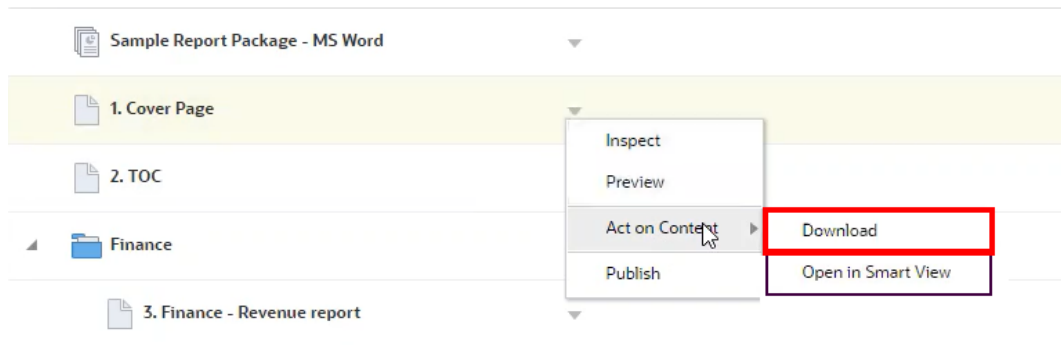 Sample Report Package - MS Word
1. Cover Page
Inspect
2. TOC
Preview
Act on Content
Download
Finance
Publish
Open in Smart View
3. Finance - Revenue report